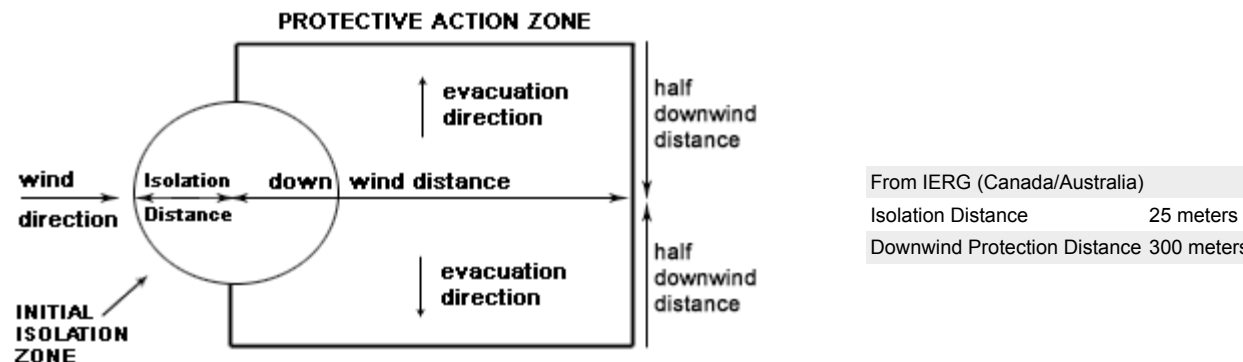 PROTECTIVE ACTION ZONE
evacuation
direction
half
downwind
distance
wind
direction
Isolation
Distance
down wind distance
evacuation
direction
half
downwind
distance
INITIAL
ISOLATION
ZONE
From IERG (Canada/Australia)
Isolation Distance 25 meters
Downwind Protection Distance 300 meters